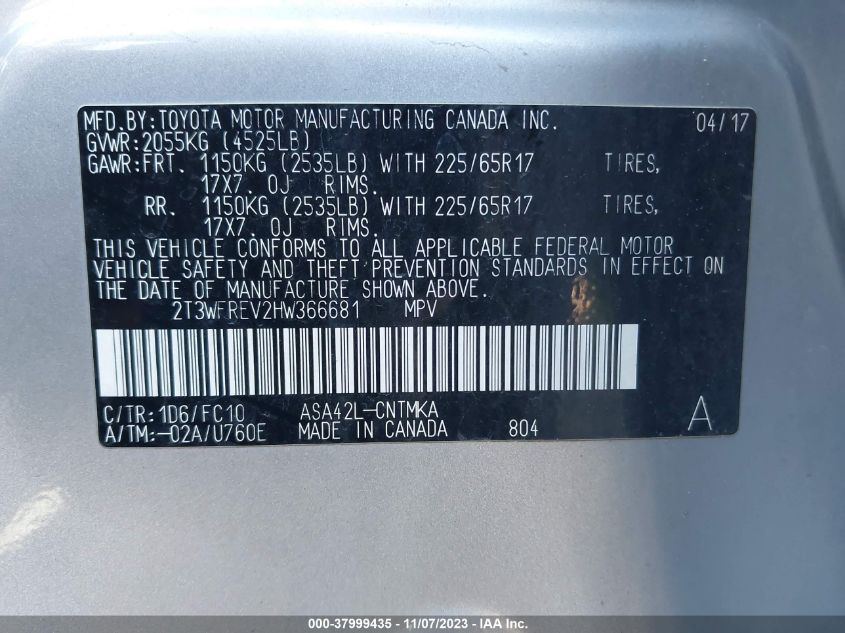 MFD.BY:TOYOTA MOTOR MANUFACTURING CANADA INC. 04/17
GVWR:2055KG (4525LB)
GAWR:FRT. 1150KG (2535LB) WITH 225/65R17 TIRES,
17X7. 0J RIMS.
RR. 1150KG (2535LB) WITH 225/65R17 TIRES,
17X7. 0J RIMS.
THIS VEHICLE CONFORMS TO ALL APPLICABLE FEDERAL MOTOR
VEHICLE SAFETY AND THEFT PREVENTION STANDARDS IN EFFECT ON
THE DATE OF MANUFACTURE SHOWN ABOVE.
2T3WFREV2HW366681 MPV
C/TR:1D6/FC10 ASA42L-CNTMKA
A/TM:-02A/U760E MADE IN CANADA 804 A
000-37999435 - 11/07/2023 - IAA Inc.